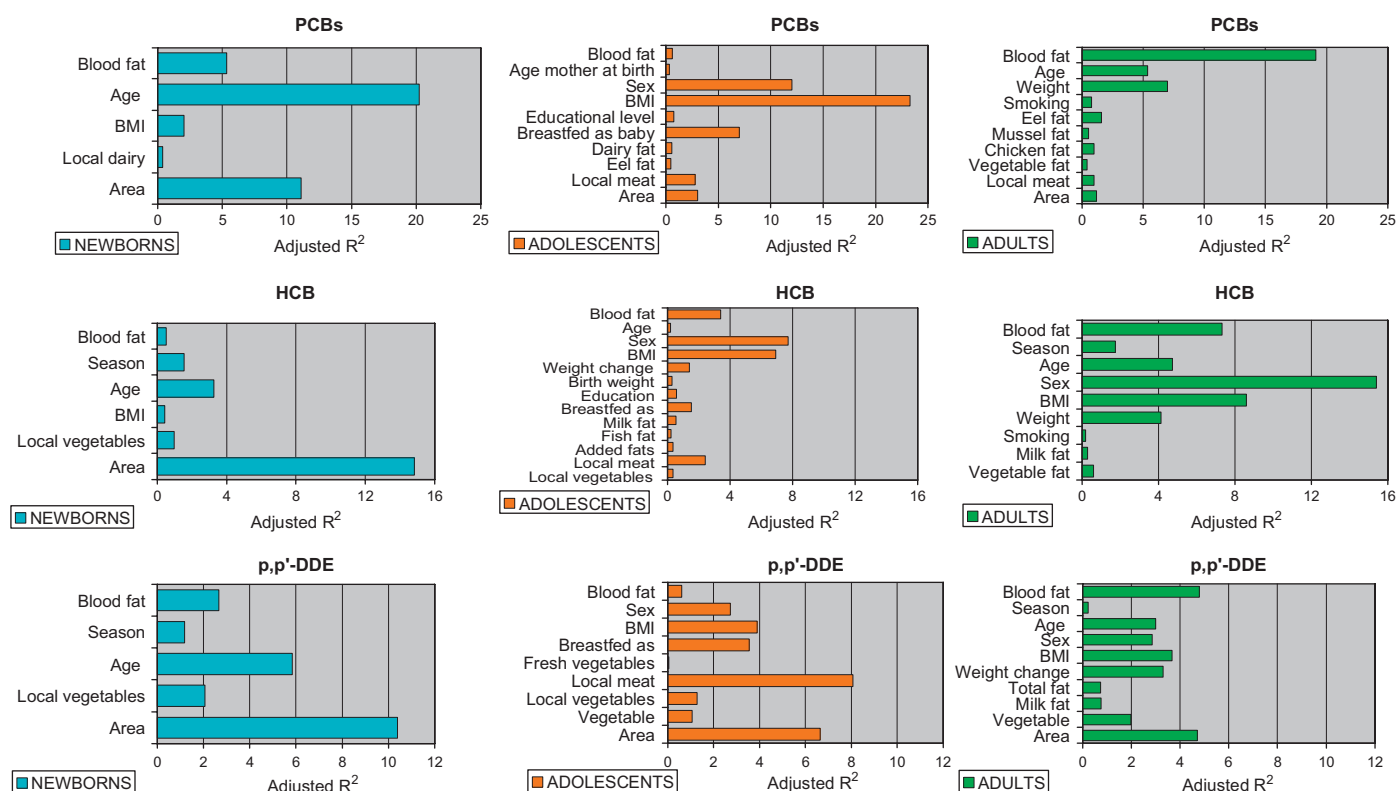 PCBs
Blood fat
Age
BMI
Local dairy
Area
0 5 10 15 20 25
NEWBORNS
Adjusted R²
PCBs
Blood fat
Age mother at birth
Sex
BMI
Educational level
Breastfed as baby
Dairy fat
Eel fat
Local meat
Area
0 5 10 15 20 25
ADOLESCENTS
Adjusted R²
PCBs
Blood fat
Age
Weight
Smoking
Eel fat
Mussel fat
Chicken fat
Vegetable fat
Local meat
Area
0 5 10 15 20 25
ADULTS
Adjusted R²
HCB
Blood fat
Season
Age
BMI
Local vegetables
Area
0 4 8 12 16
NEWBORNS
Adjusted R²
HCB
Blood fat
Age
Sex
BMI
Weight change
Birth weight
Education
Breastfed as
Milk fat
Fish fat
Added fats
Local meat
Local vegetables
0 4 8 12 16
ADOLESCENTS
Adjusted R²
HCB
Blood fat
Season
Age
Sex
BMI
Weight
Smoking
Milk fat
Vegetable fat
0 4 8 12 16
ADULTS
Adjusted R²
p,p'-DDE
Blood fat
Season
Age
Local vegetables
Area
0 2 4 6 8 10 12
NEWBORNS
Adjusted R²
p,p'-DDE
Blood fat
Sex
BMI
Breastfed as
Fresh vegetables
Local meat
Local vegetables
Vegetable
Area
0 2 4 6 8 10 12
ADOLESCENTS
Adjusted R²
p,p'-DDE
Blood fat
Season
Age
Sex
BMI
Weight change
Total fat
Milk fat
Vegetable
Area
0 2 4 6 8 10 12
ADULTS
Adjusted R²